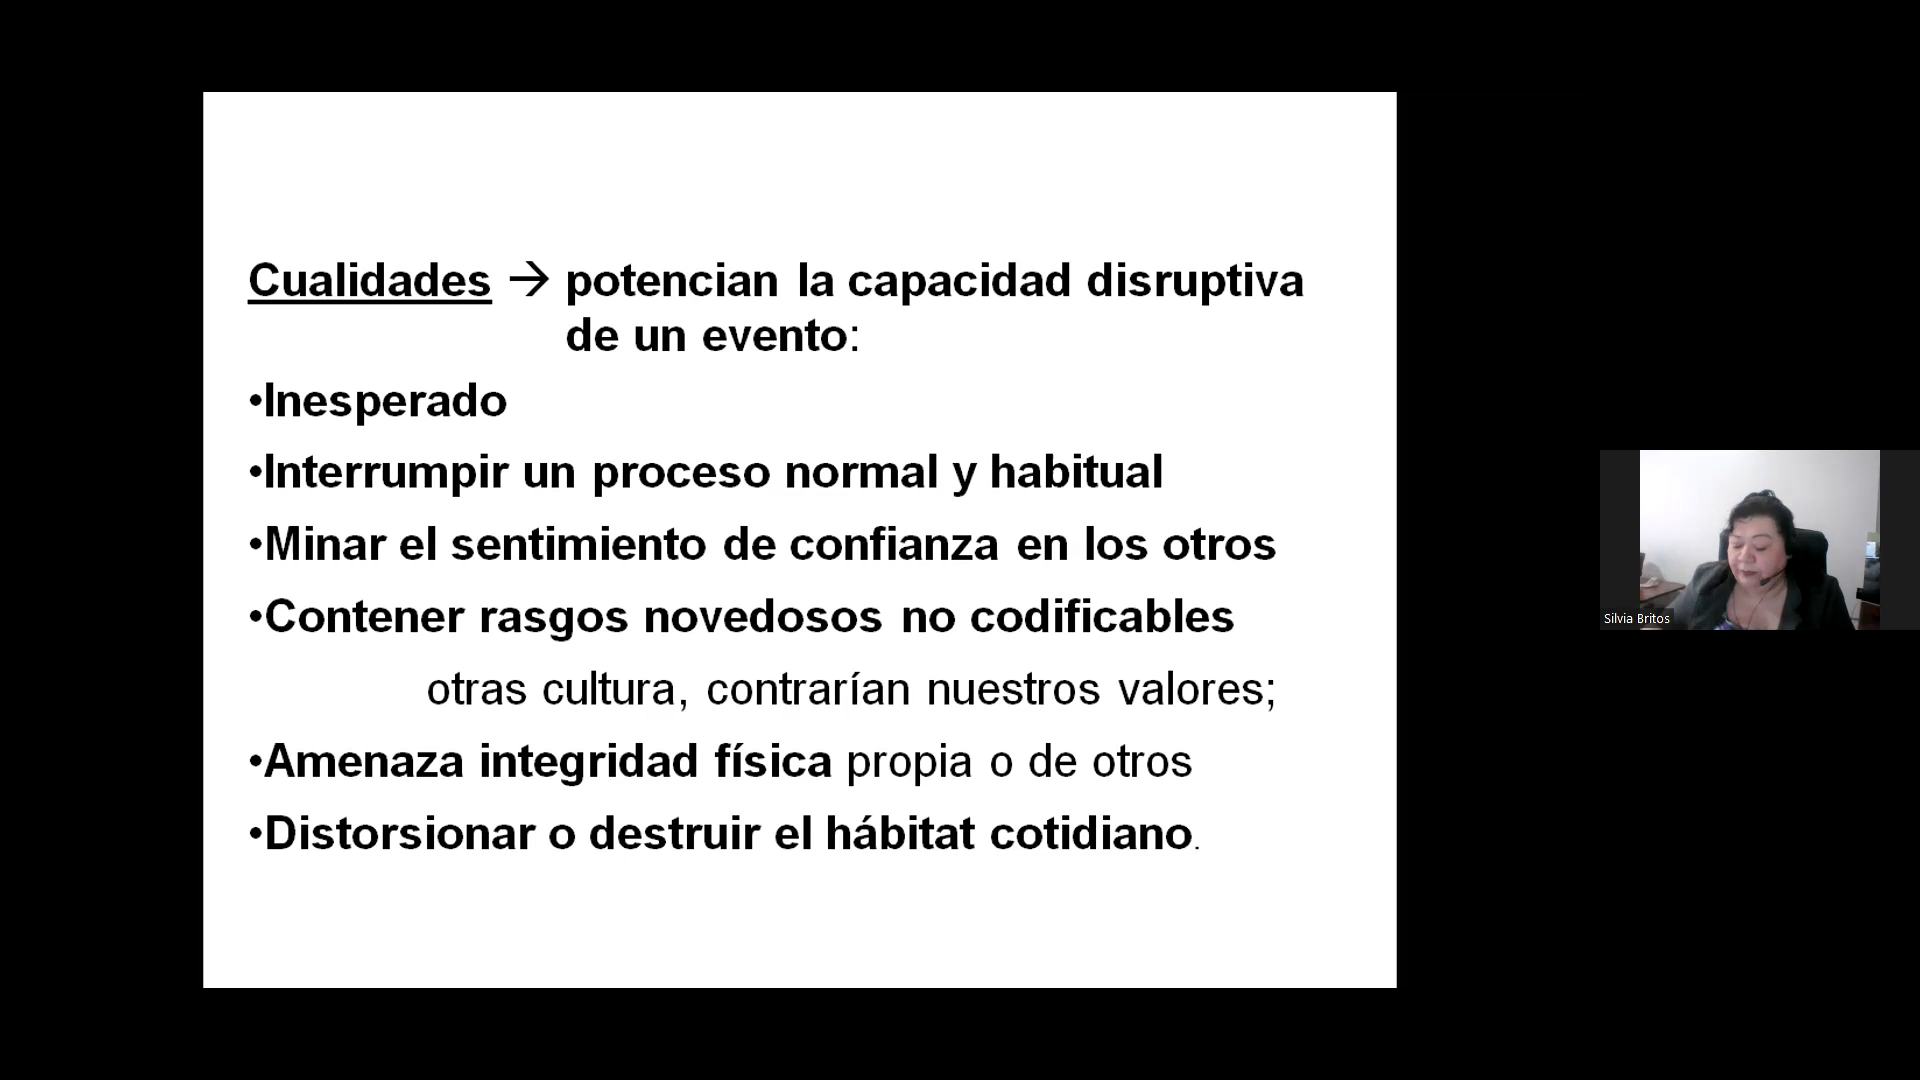 Cualidades → potencian la capacidad disruptiva
de un evento:
•Inesperado
•Interrumpir un proceso normal y habitual
•Minar el sentimiento de confianza en los otros
•Contener rasgos novedosos no codificables
otras cultura, contrarían nuestros valores;
•Amenaza integridad física propia o de otros
•Distorsionar o destruir el hábitat cotidiano.
Silvia Britos